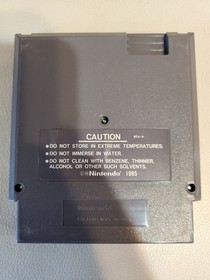 CAUTION
• DO NOT STORE IN EXTREME TEMPERATURES.
• DO NOT IMMERSE IN WATER.
• DO NOT CLEAN WITH BENZENE, THINNER,
ALCOHOL OR OTHER SUCH SOLVENTS.
©Nintendo 1985
Nintendo